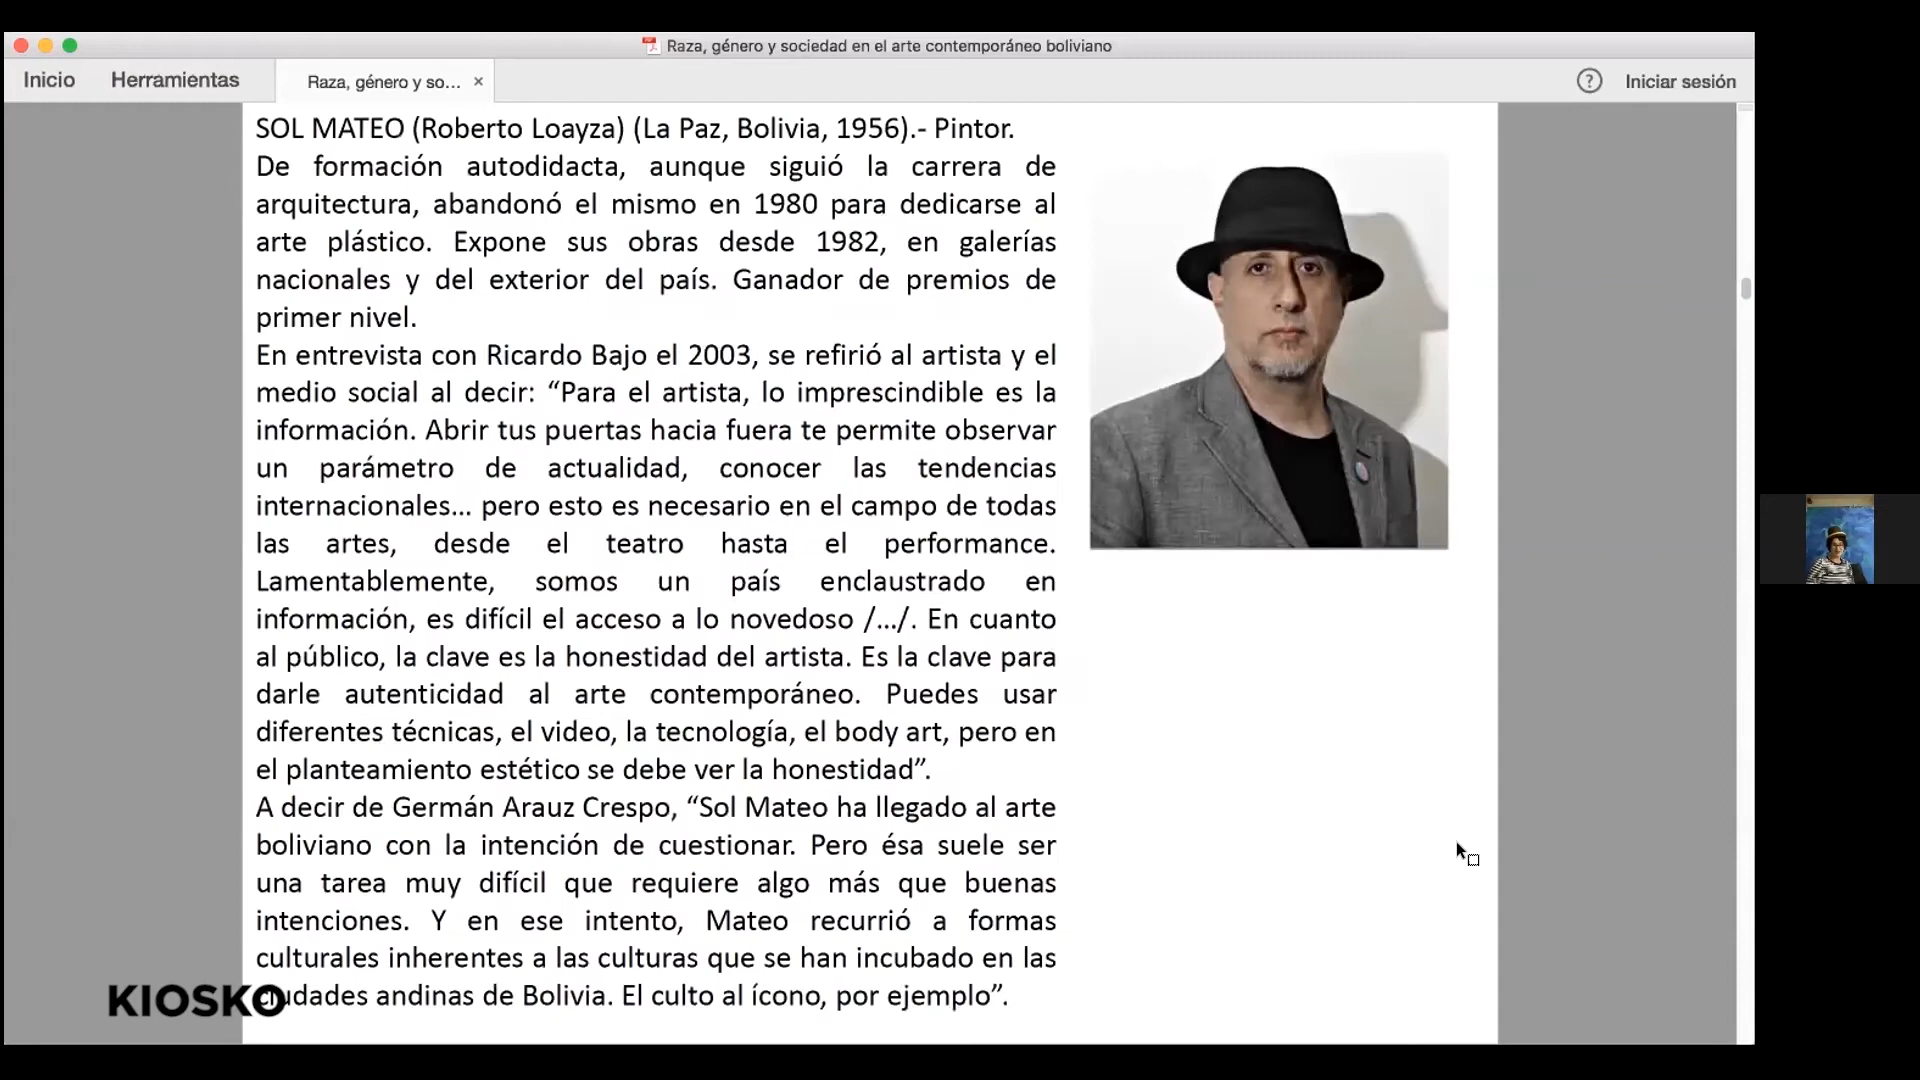 Raza, género y sociedad en el arte contemporáneo boliviano
Inicio
Herramientas
Raza, género y so...
Iniciar sesión
SOL MATEO (Roberto Loayza) (La Paz, Bolivia, 1956).- Pintor.
De formación autodidacta, aunque siguió la carrera de
arquitectura, abandonó el mismo en 1980 para dedicarse al
arte plástico. Expone sus obras desde 1982, en galerías
nacionales y del exterior del país. Ganador de premios de
primer nivel.
En entrevista con Ricardo Bajo el 2003, se refirió al artista y el
medio social al decir: “Para el artista, lo imprescindible es la
información. Abrir tus puertas hacia fuera te permite observar
un parámetro de actualidad, conocer las tendencias
internacionales... pero esto es necesario en el campo de todas
las artes, desde el teatro hasta el performance.
Lamentablemente, somos un país enclaustrado en
información, es difícil el acceso a lo novedoso /.../. En cuanto
al público, la clave es la honestidad del artista. Es la clave para
darle autenticidad al arte contemporáneo. Puedes usar
diferentes técnicas, el video, la tecnología, el body art, pero en
el planteamiento estético se debe ver la honestidad”.
A decir de Germán Arauz Crespo, “Sol Mateo ha llegado al arte
boliviano con la intención de cuestionar. Pero ésa suele ser
una tarea muy difícil que requiere algo más que buenas
intenciones. Y en ese intento, Mateo recurrió a formas
culturales inherentes a las culturas que se han incubado en las
ciudades andinas de Bolivia. El culto al ícono, por ejemplo”.
KIOSKO